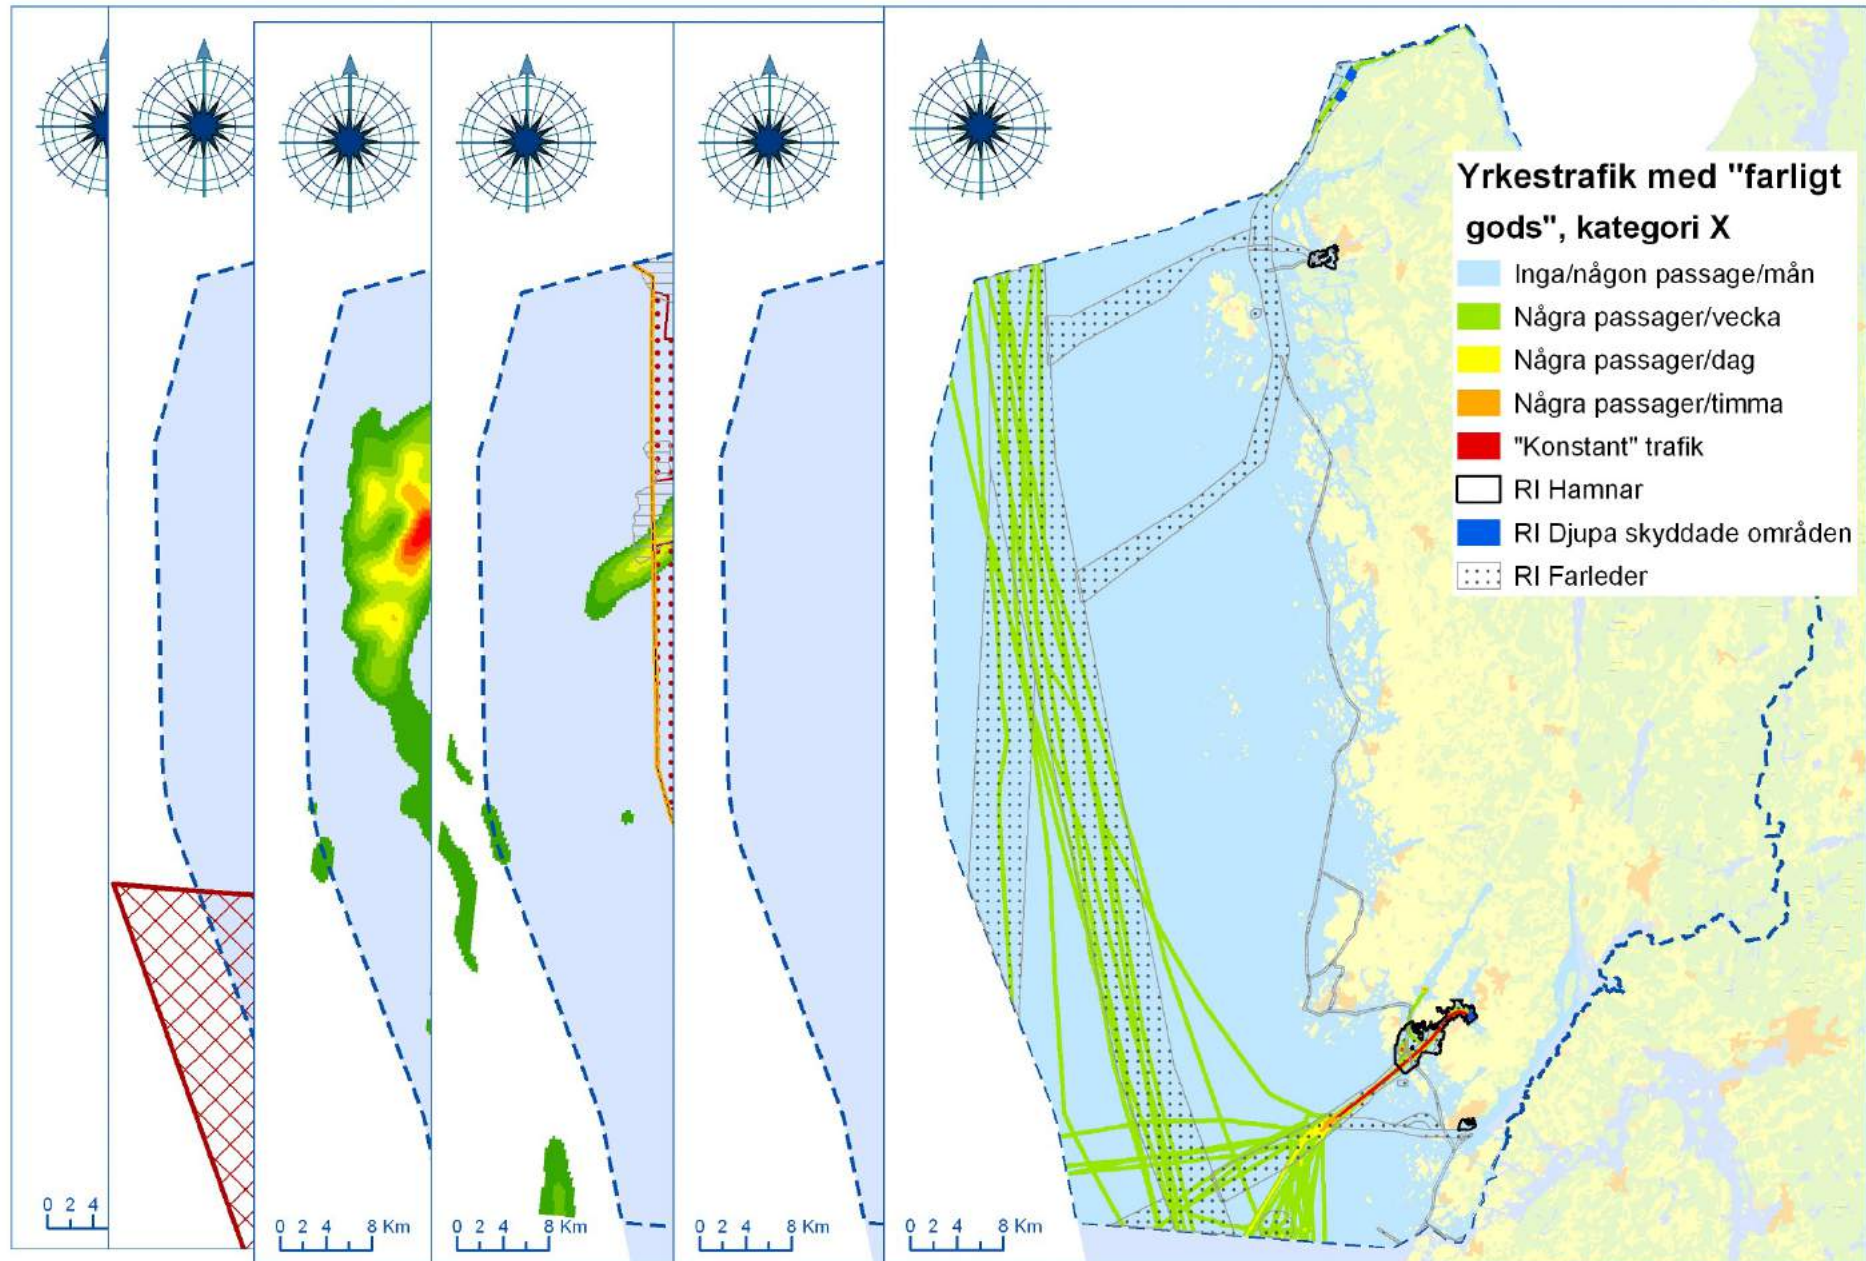 Yrkestrafik med "farligt
gods", kategori X
Inga/någon passage/mån
Några passager/vecka
Några passager/dag
Några passager/timma
"Konstant" trafik
RI Hamnar
RI Djupa skyddade områden
RI Farleder
0 2 4
0 2 4 8 Km
0 2 4 8 Km
0 2 4 8 Km
0 2 4 8 Km